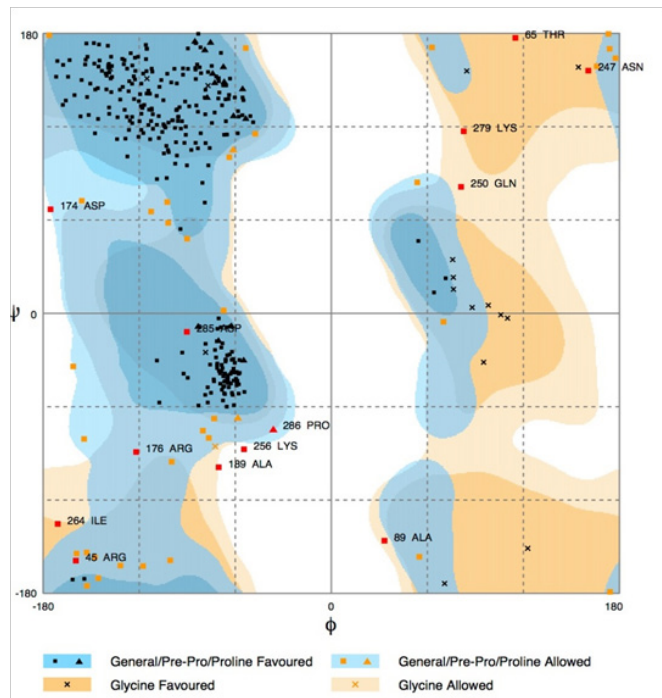 180
65 THR
247 ASN
279 LYS
250 GLN
174 ASP
ψ
0
285 ASP
286 PRO
176 ARG
256 LYS
189 ALA
264 ILE
89 ALA
45 ARG
-180
-180
0
180
ϕ
General/Pre-Pro/Proline Favoured
General/Pre-Pro/Proline Allowed
Glycine Favoured
Glycine Allowed